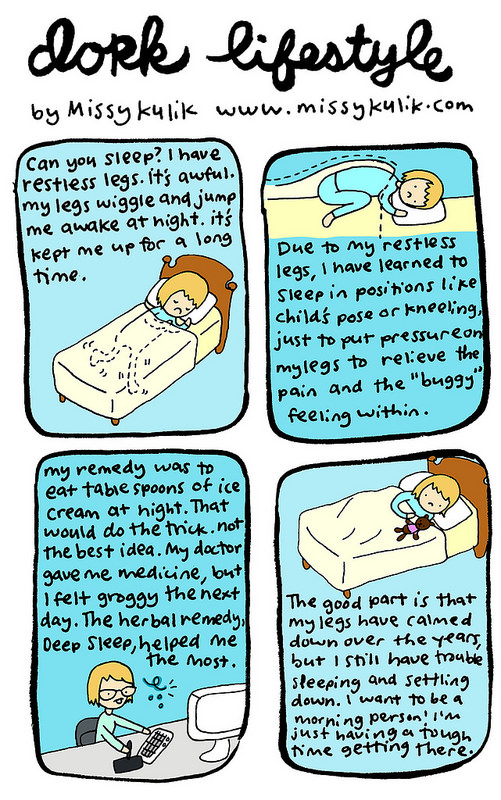 dork lifestyle
by Missy kulik www.missykulik.com
Can you sleep? I have
restless legs. it's awful.
my legs wiggle and jump
me awake at night. it's
kept me up for a long
time.
Due to my restless
legs, I have learned to
sleep in positions like
child's pose or kneeling,
just to put pressure on
my legs to relieve the
pain and the "buggy"
feeling within.
my remedy was to
eat tablespoons of ice
cream at night. That
would do the trick. not
the best idea. My doctor
gave me medicine, but
I felt groggy the next
day. The herbal remedy,
Deep Sleep, helped me
the most.
The good part is that
my legs have calmed
down over the years,
but I still have trouble
sleeping and settling
down. I want to be a
morning person! I'm
just having a tough
time getting there.